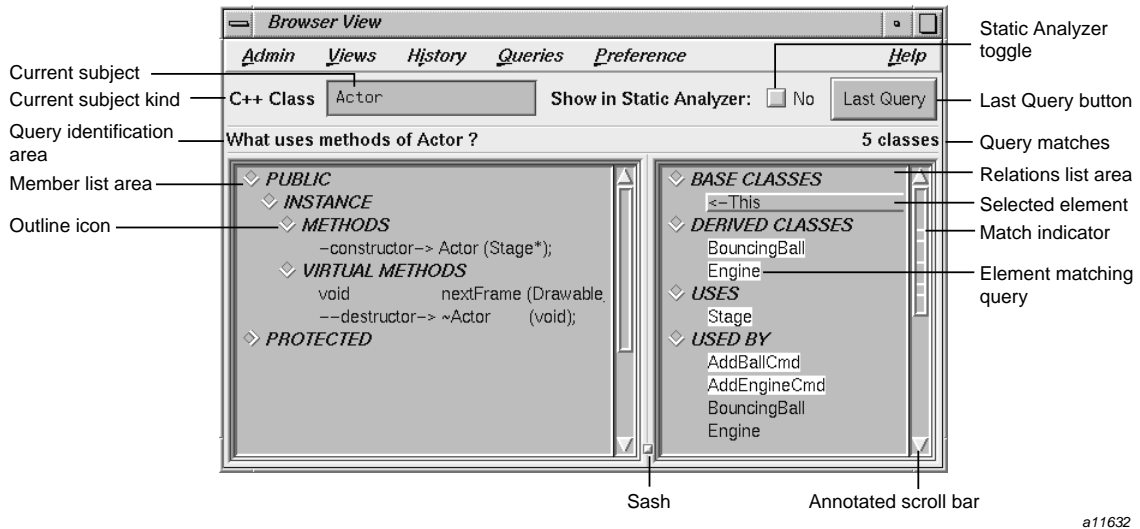 Browser View
Admin Views History Queries Preference Help
C++ Class Actor Show in Static Analyzer: No Last Query
What uses methods of Actor ? 5 classes
PUBLIC
INSTANCE
METHODS
–constructor–> Actor (Stage*);
VIRTUAL METHODS
void nextFrame (Drawable,
--destructor–> ~Actor (void);
PROTECTED
BASE CLASSES
<–This
DERIVED CLASSES
BouncingBall
Engine
USES
Stage
USED BY
AddBallCmd
AddEngineCmd
BouncingBall
Engine
Current subject
Current subject kind
Query identification
area
Member list area
Outline icon
Static Analyzer
toggle
Last Query button
Query matches
Relations list area
Selected element
Match indicator
Element matching
query
Sash
Annotated scroll bar
a11632